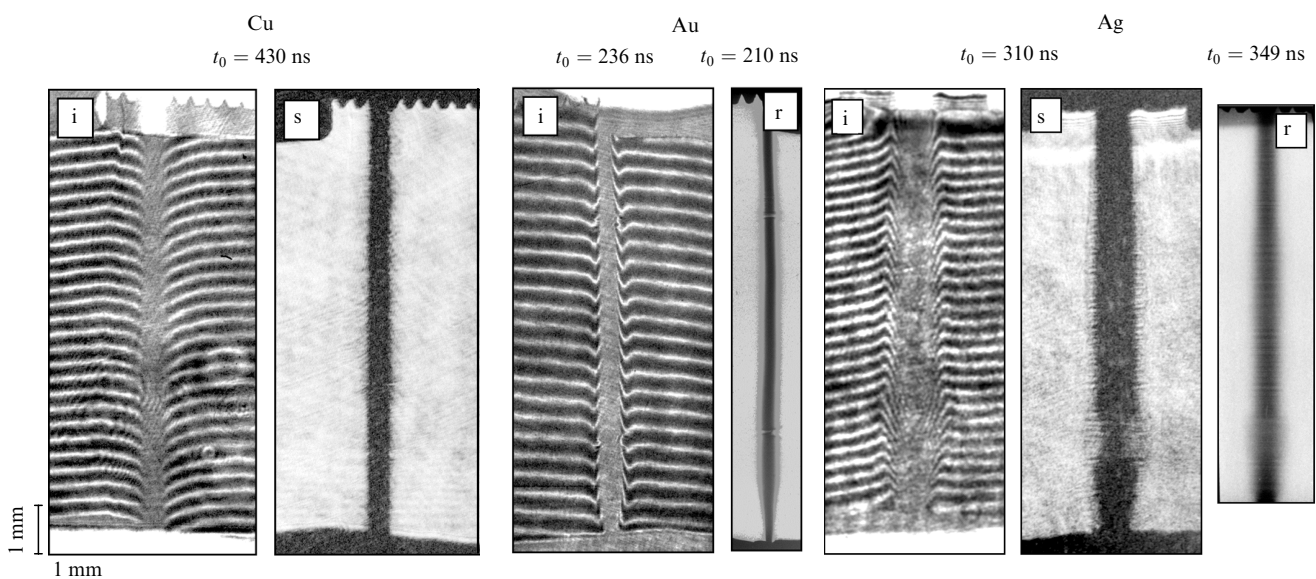 Cu
Au
Ag
t₀ = 430 ns
t₀ = 236 ns
t₀ = 210 ns
t₀ = 310 ns
t₀ = 349 ns
i
s
i
r
i
s
r
1 mm
1 mm